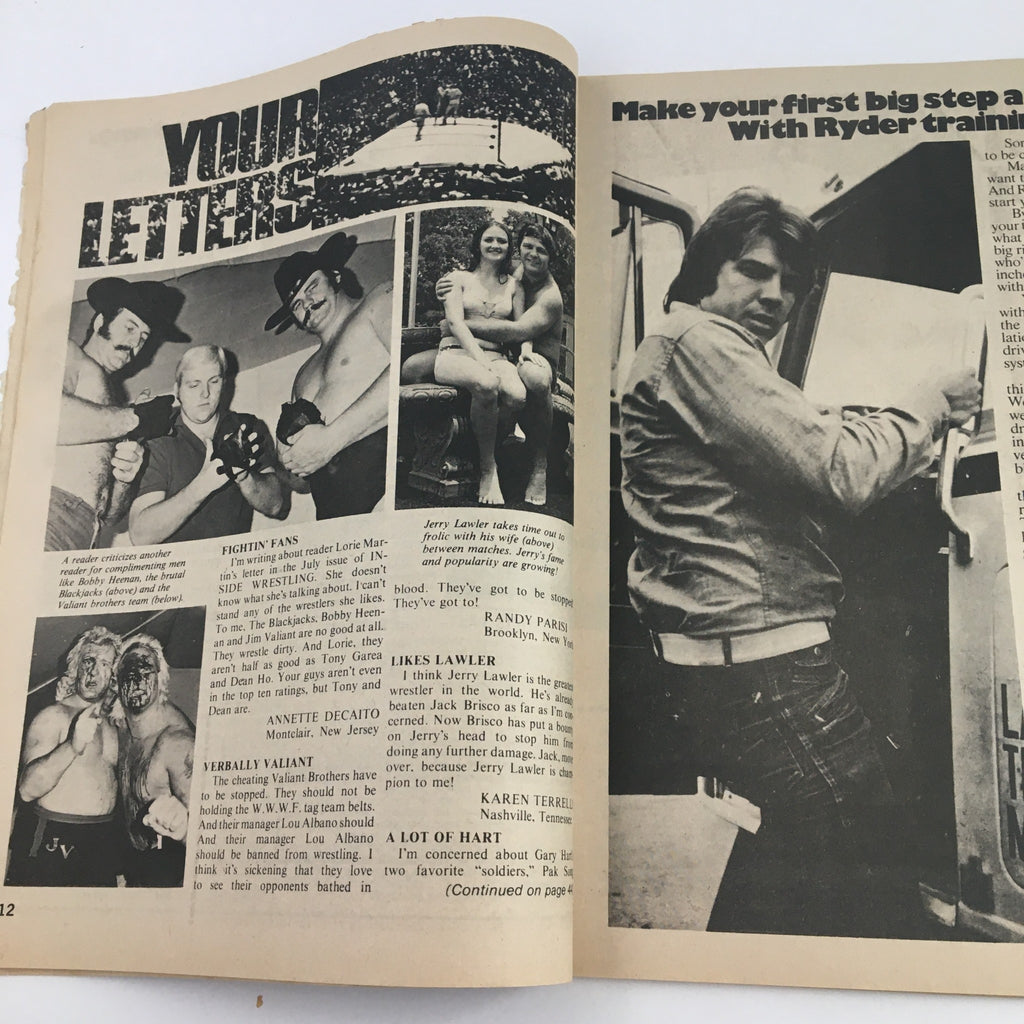 YOUR
LETTERS
A reader criticizes another
reader for complimenting men
like Bobby Heenan, the brutal
Blackjacks (above) and the
Valiant brothers team (below).
JV
12
FIGHTIN' FANS
I'm writing about reader Lorie Mar-
tin's letter in the July issue of IN-
SIDE WRESTLING. She doesn't
know what she's talking about. I can't
stand any of the wrestlers she likes.
To me, The Blackjacks, Bobby Heen-
an and Jim Valiant are no good at all.
They wrestle dirty. And Lorie, they
aren't half as good as Tony Garea
and Dean Ho. Your guys aren't even
in the top ten ratings, but Tony and
Dean are.
ANNETTE DECAITO
Montclair, New Jersey
VERBALLY VALIANT
The cheating Valiant Brothers have
to be stopped. They should not be
holding the W.W.W.F. tag team belts.
And their manager Lou Albano should
And their manager Lou Albano
should be banned from wrestling. I
think it's sickening that they love
to see their opponents bathed in
Jerry Lawler takes time out to
frolic with his wife (above)
between matches. Jerry's fame
and popularity are growing!
blood. They've got to be stopped
They've got to!
RANDY PARISI
Brooklyn, New
LIKES LAWLER
I think Jerry Lawler is the
wrestler in the world. He's
beaten Jack Brisco as far as I'm
cerned. Now Brisco has put a
on Jerry's head to stop him
doing any further damage. Jack,
over, because Jerry Lawler is
pion to me!
KAREN
Nashville,
A LOT OF HART
I'm concerned about Gary
two favorite "soldiers," Pak
(Continued on page
Make your first big step a
With Ryder
to be
want
And
start
your
what
big
with
with
the